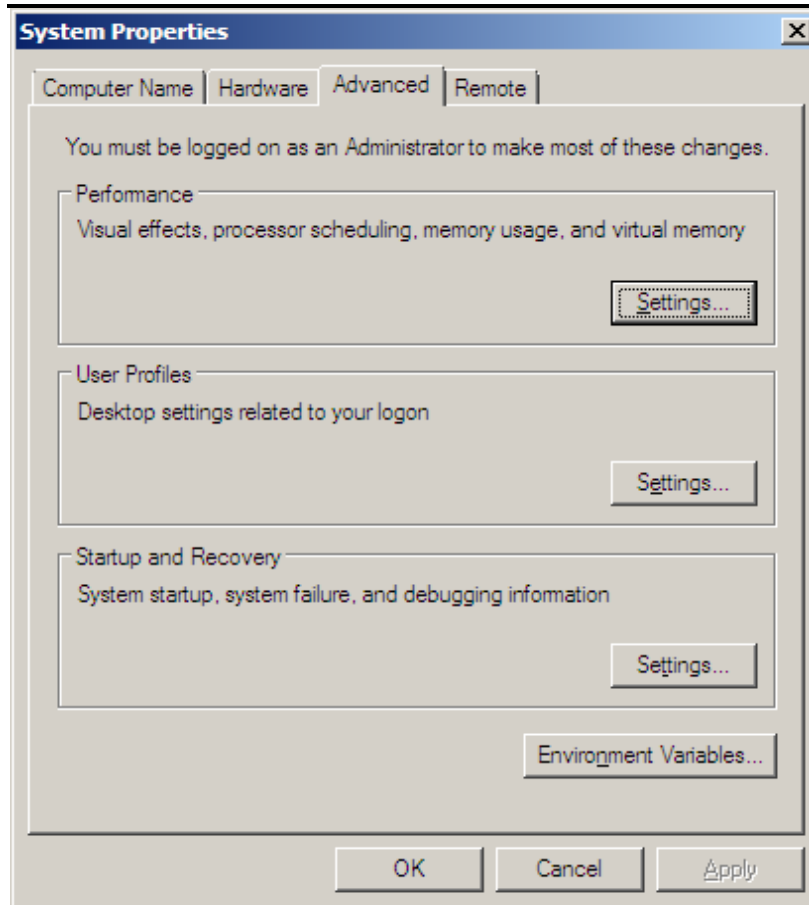 System Properties
Computer Name Hardware Advanced Remote
You must be logged on as an Administrator to make most of these changes.
Performance
Visual effects, processor scheduling, memory usage, and virtual memory
Settings...
User Profiles
Desktop settings related to your logon
Settings...
Startup and Recovery
System startup, system failure, and debugging information
Settings...
Environment Variables...
OK Cancel Apply